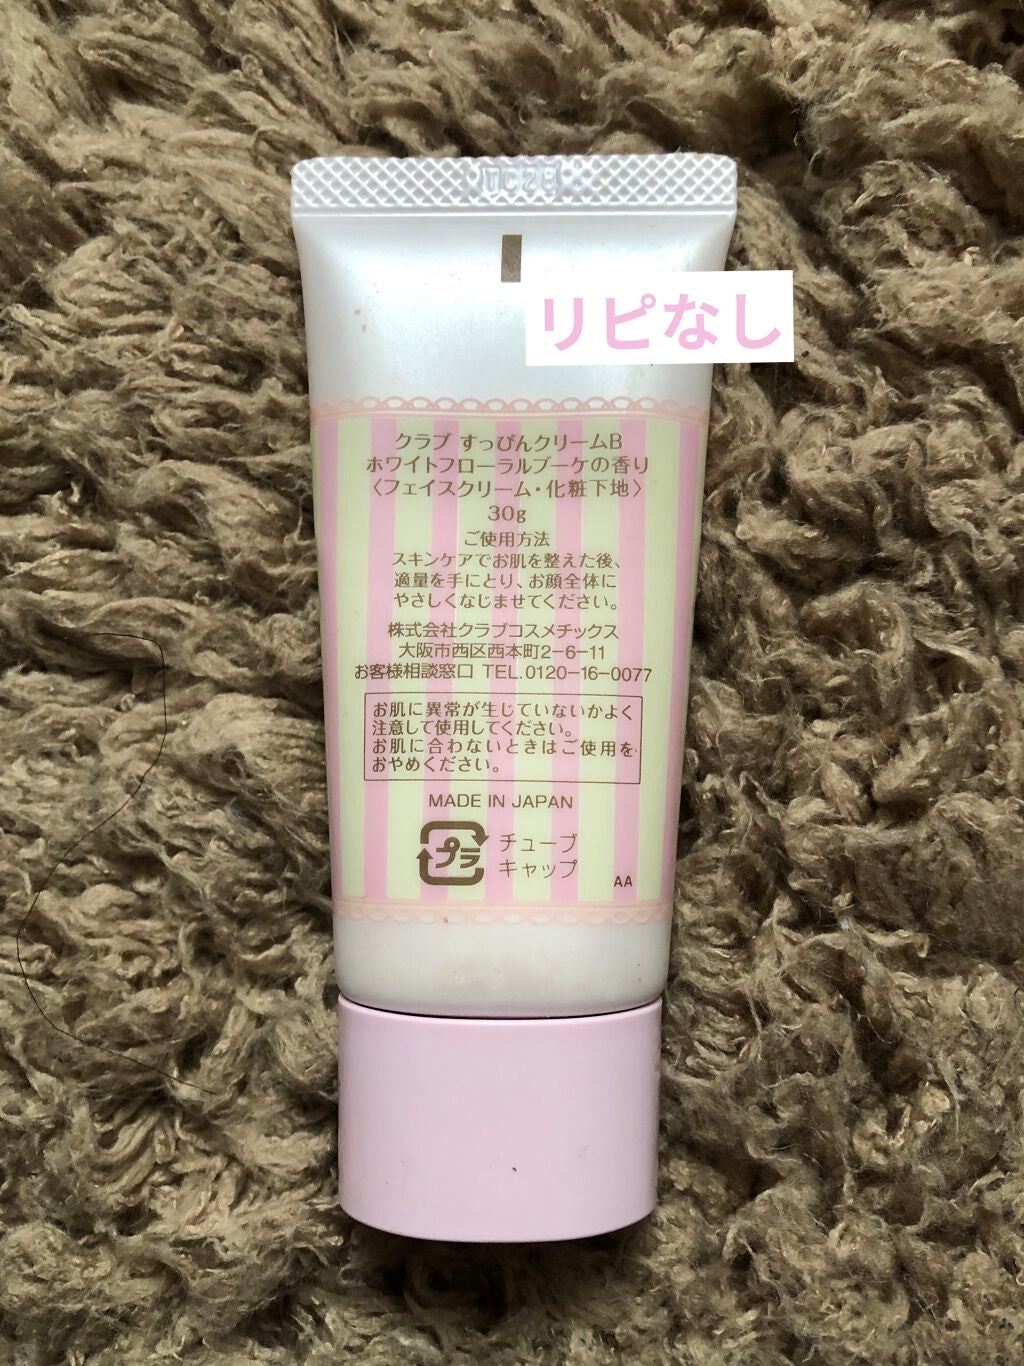 リピなし
クラブ すっぴんクリームB
ホワイトフローラルブーケの香り
〈フェイスクリーム・化粧下地〉
30g
ご使用方法
スキンケアでお肌を整えた後、
適量を手にとり、お顔全体に
やさしくなじませてください。
株式会社クラブコスメチックス
大阪市西区西本町2-6-11
お客様相談窓口 TEL.0120-16-0077
お肌に異常が生じていないかよく
注意して使用してください。
お肌に合わないときはご使用を
おやめください。
MADE IN JAPAN
プラ
チューブ
キャップ
AA